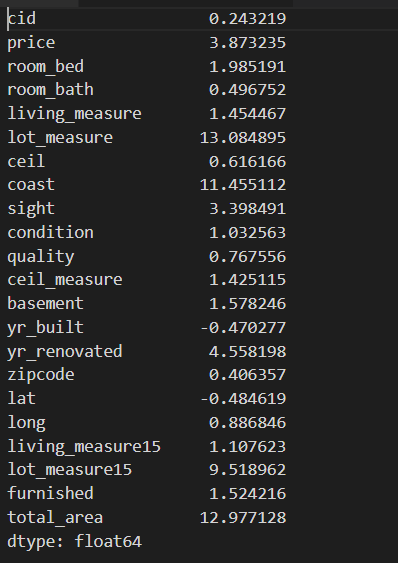 cid 0.243219
price 3.873235
room_bed 1.985191
room_bath 0.496752
living_measure 1.454467
lot_measure 13.084895
ceil 0.616166
coast 11.455112
sight 3.398491
condition 1.032563
quality 0.767556
ceil_measure 1.425115
basement 1.578246
yr_built -0.470277
yr_renovated 4.558198
zipcode 0.406357
lat -0.484619
long 0.886846
living_measure15 1.107623
lot_measure15 9.518962
furnished 1.524216
total_area 12.977128
dtype: float64